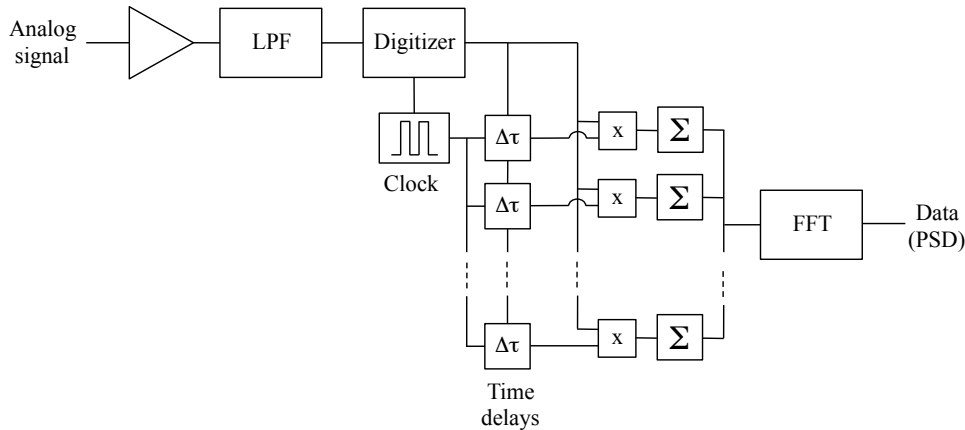 Analog
signal
LPF
Digitizer
Clock
Δτ
x
Σ
Δτ
x
Σ
FFT
Data
(PSD)
Δτ
x
Σ
Time
delays